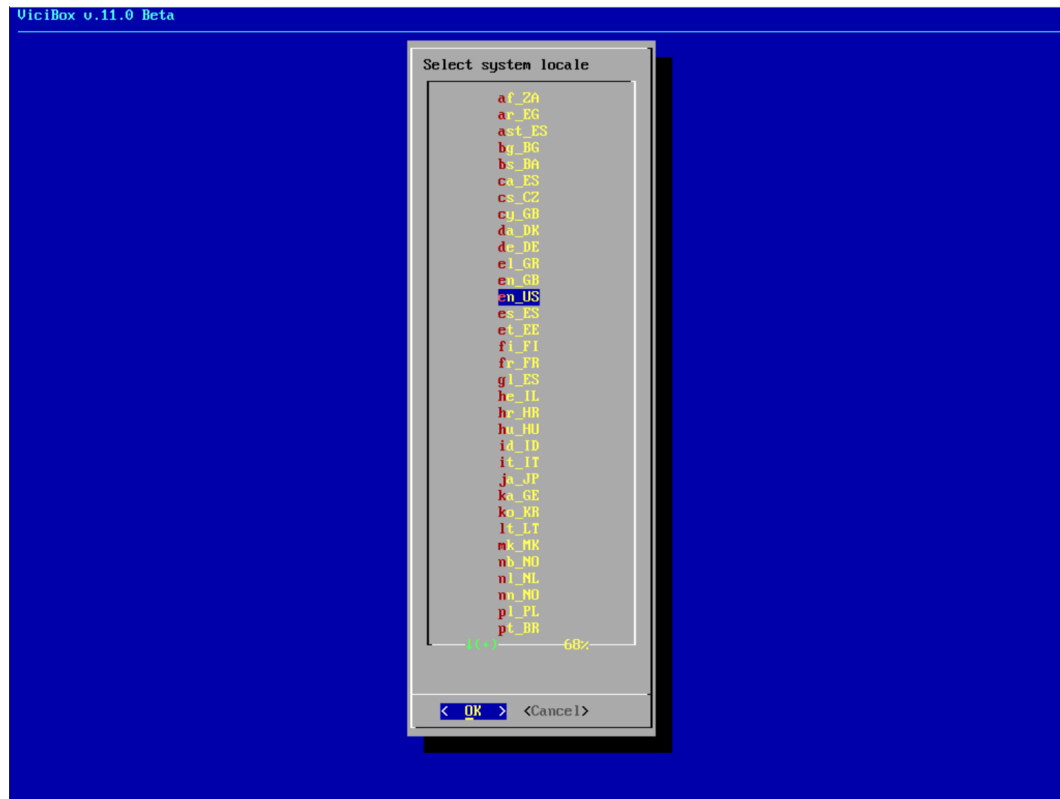 ViciBox v.11.0 Beta
Select system locale
af_ZA
ar_EG
ast_ES
bg_BG
bs_BA
ca_ES
cs_CZ
cy_GB
da_DK
de_DE
el_GR
en_GB
en_US
es_ES
et_EE
fi_FI
fr_FR
gl_ES
he_IL
hr_HR
hu_HU
id_ID
it_IT
ja_JP
ka_GE
ko_KR
lt_LT
mk_MK
nb_NO
nl_NL
nn_NO
pl_PL
pt_BR
↓(+) 68%
< OK > <Cancel>